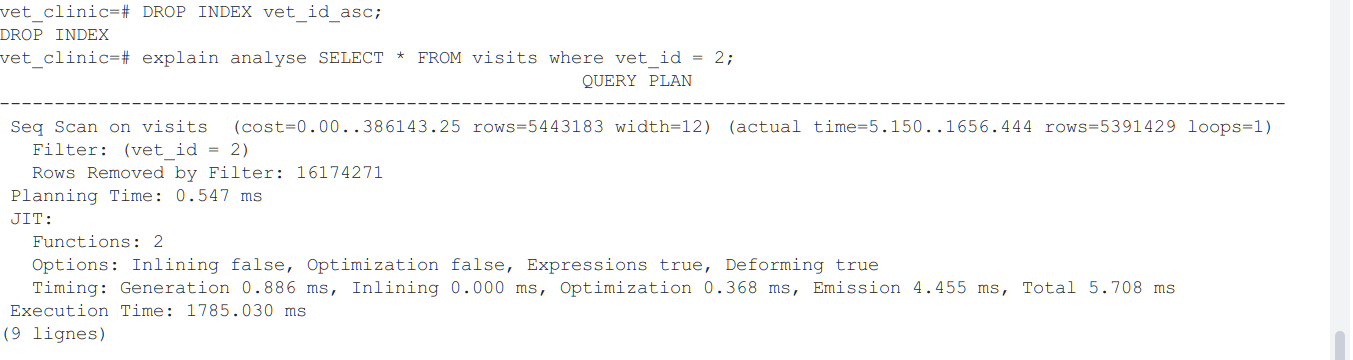 vet_clinic=# DROP INDEX vet_id_asc;
DROP INDEX
vet_clinic=# explain analyse SELECT * FROM visits where vet_id = 2;
QUERY PLAN
---------------------------------------------------------------------------------------------------------------------
Seq Scan on visits  (cost=0.00..386143.25 rows=5443183 width=12) (actual time=5.150..1656.444 rows=5391429 loops=1)
Filter: (vet_id = 2)
Rows Removed by Filter: 16174271
Planning Time: 0.547 ms
JIT:
Functions: 2
Options: Inlining false, Optimization false, Expressions true, Deforming true
Timing: Generation 0.886 ms, Inlining 0.000 ms, Optimization 0.368 ms, Emission 4.455 ms, Total 5.708 ms
Execution Time: 1785.030 ms
(9 lignes)